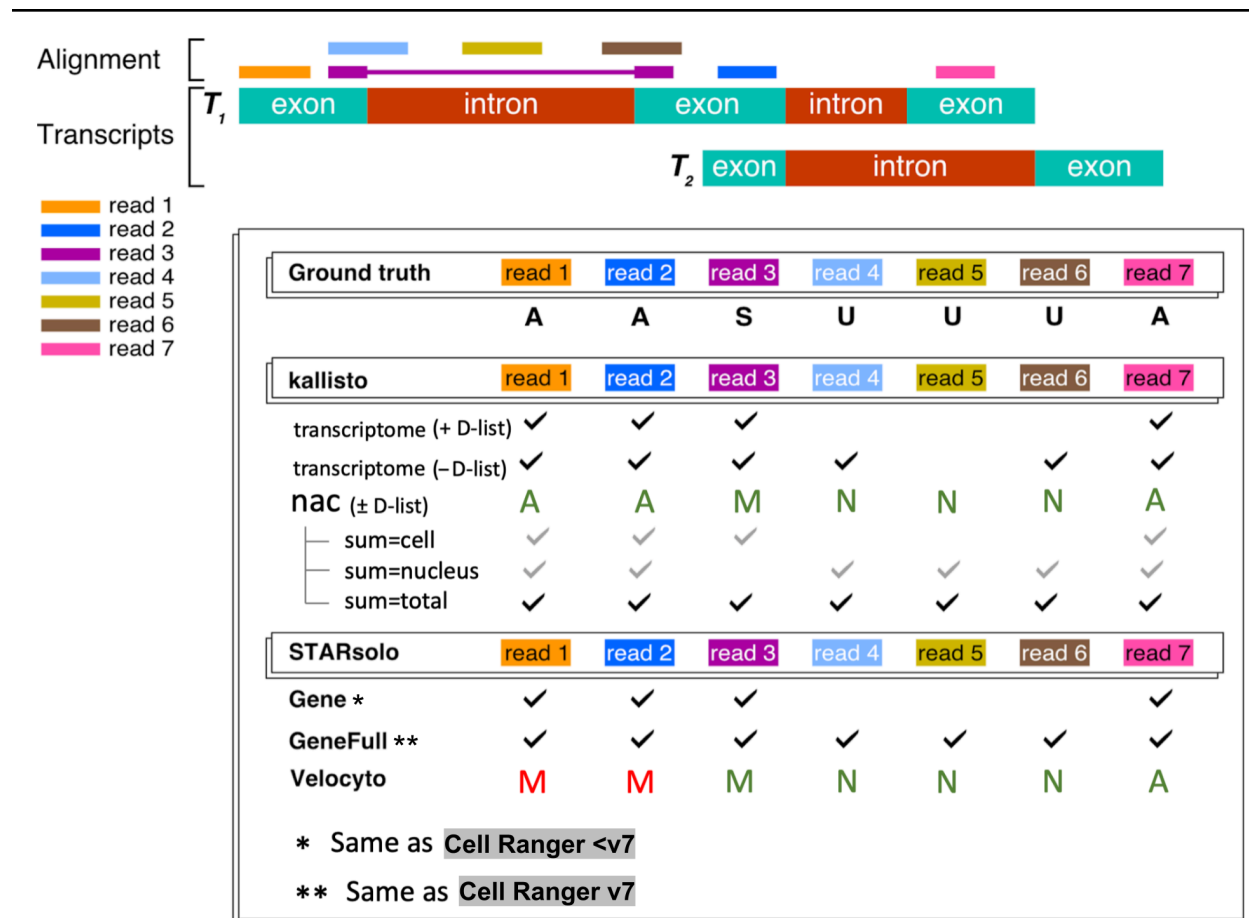 Alignment
T1 exon intron exon intron exon
Transcripts
T2 exon intron exon
read 1
read 2
read 3
read 4
read 5
read 6
read 7
Ground truth read 1 read 2 read 3 read 4 read 5 read 6 read 7
A A S U U U A
kallisto read 1 read 2 read 3 read 4 read 5 read 6 read 7
transcriptome (+ D-list) ✓ ✓ ✓ ✓
transcriptome (– D-list) ✓ ✓ ✓ ✓ ✓ ✓
nac (± D-list) A A M N N N A
sum=cell ✓ ✓ ✓ ✓
sum=nucleus ✓ ✓ ✓ ✓ ✓ ✓
sum=total ✓ ✓ ✓ ✓ ✓ ✓ ✓
STARsolo read 1 read 2 read 3 read 4 read 5 read 6 read 7
Gene * ✓ ✓ ✓ ✓
GeneFull ** ✓ ✓ ✓ ✓ ✓ ✓ ✓
Velocyto M M M N N N A
* Same as Cell Ranger <v7
** Same as Cell Ranger v7